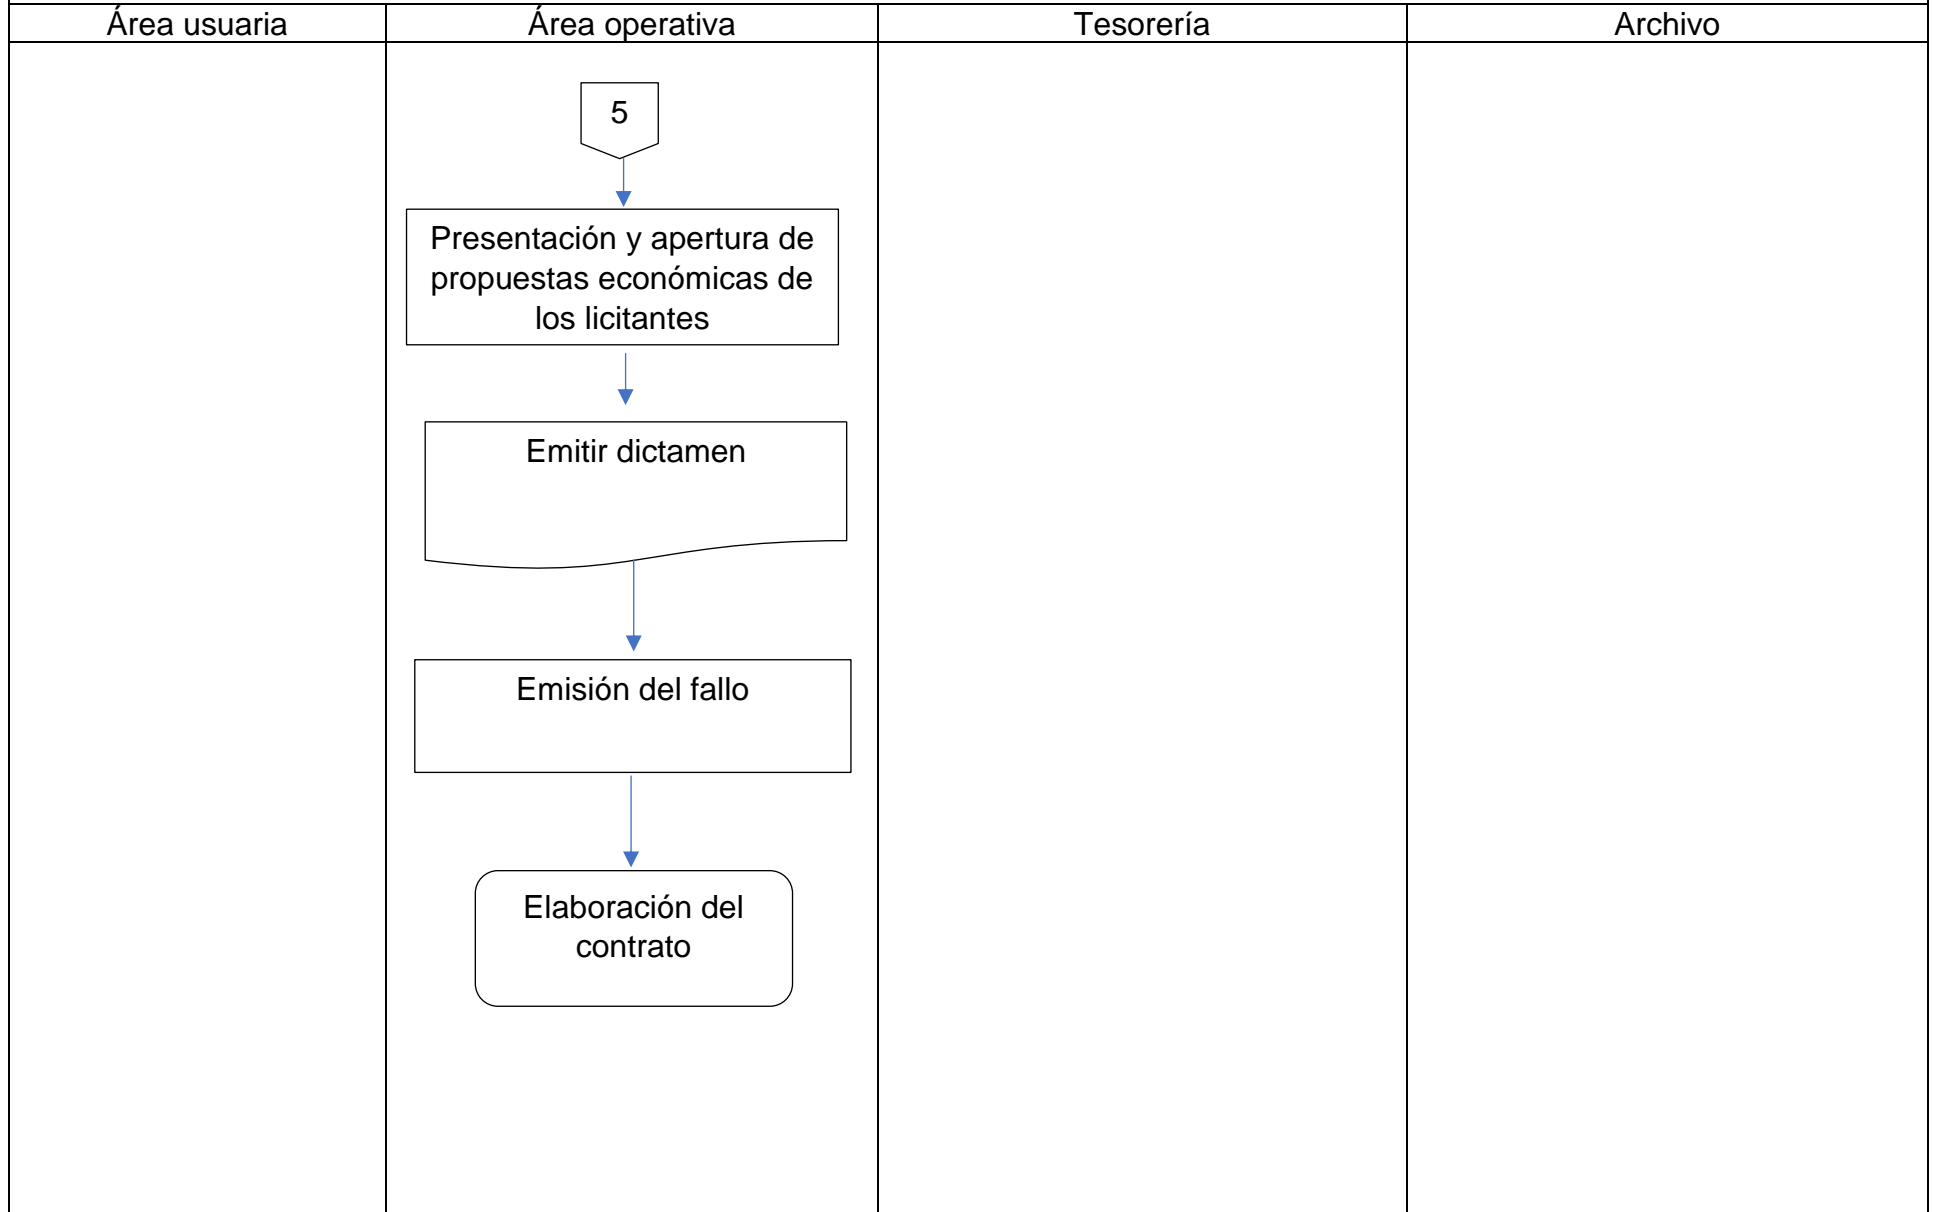 Área usuaria
Área operativa
Tesorería
Archivo
5
Presentación y apertura de
propuestas económicas de
los licitantes
Emitir dictamen
Emisión del fallo
Elaboración del
contrato